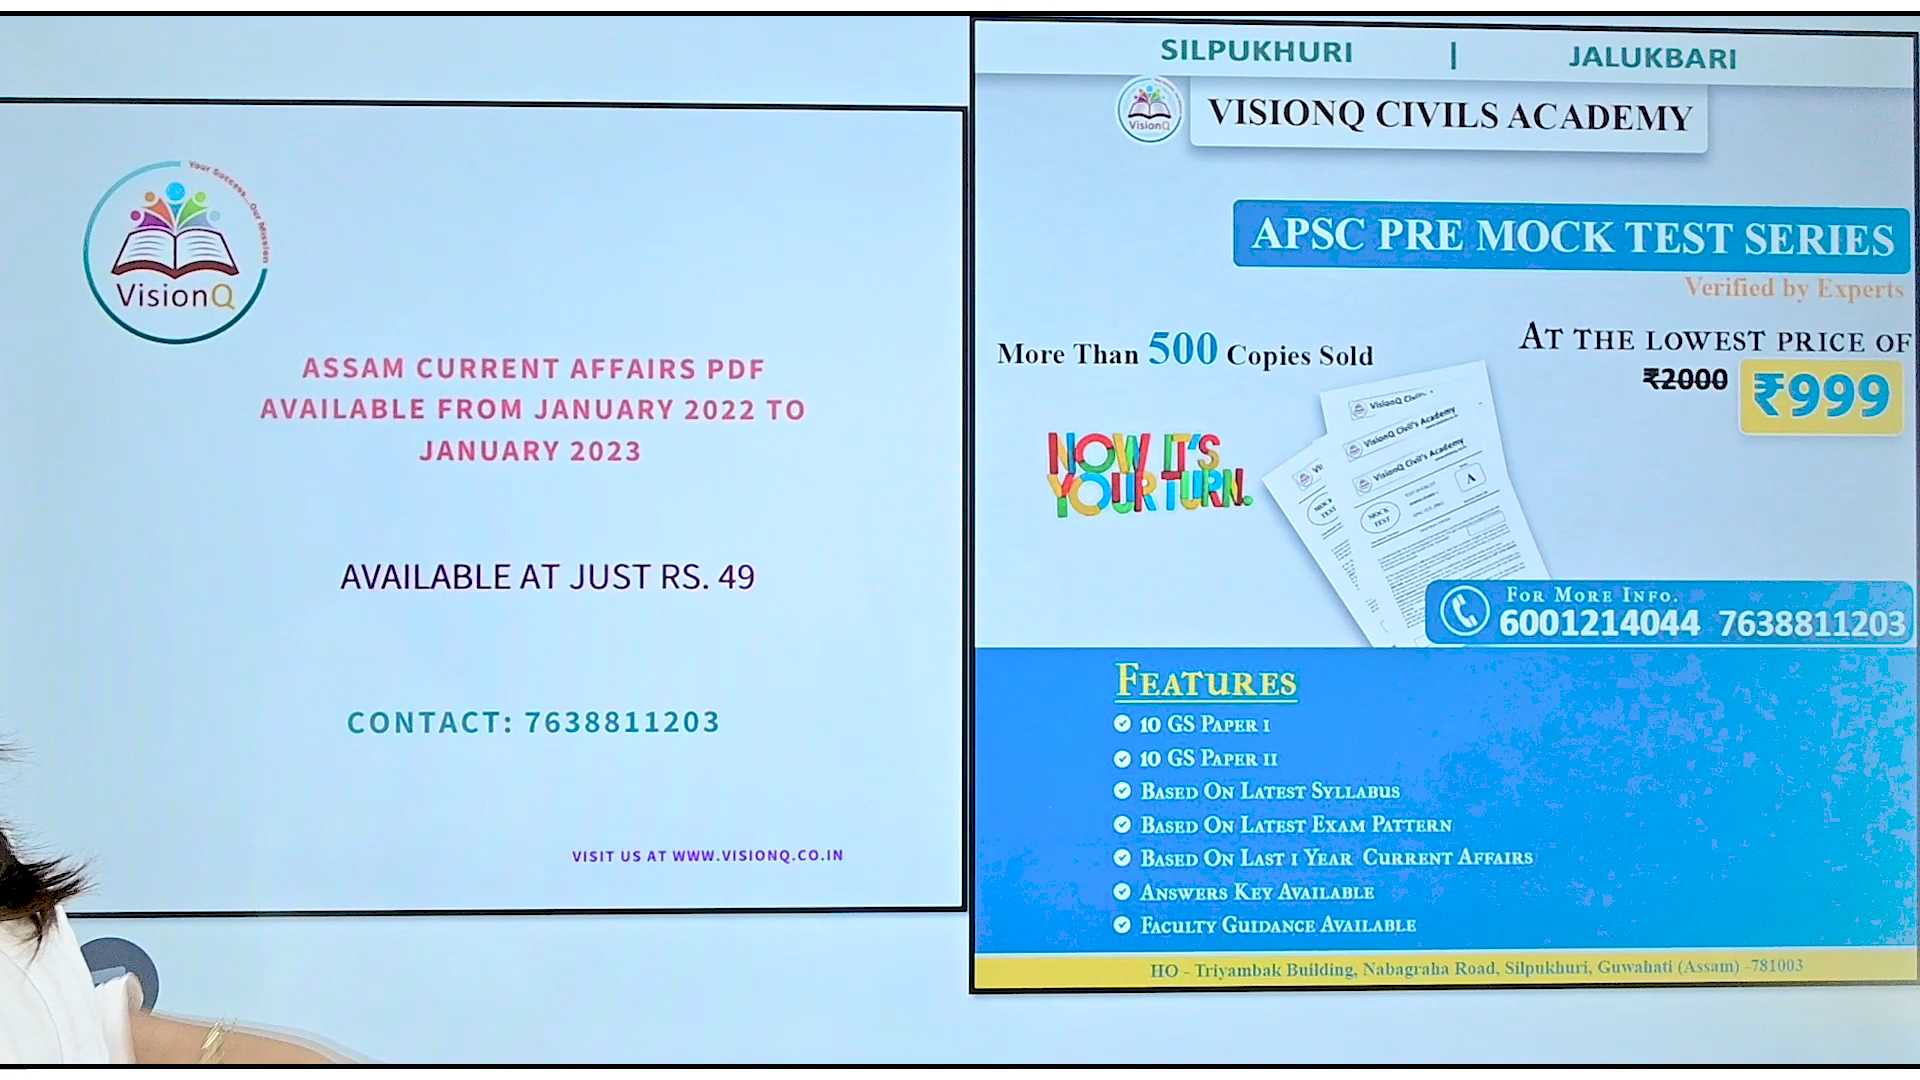 Your Success...Our Mission
VisionQ
ASSAM CURRENT AFFAIRS PDF
AVAILABLE FROM JANUARY 2022 TO
JANUARY 2023
AVAILABLE AT JUST RS. 49
CONTACT: 7638811203
VISIT US AT WWW.VISIONQ.CO.IN
SILPUKHURI | JALUKBARI
VisionQ
VISIONQ CIVILS ACADEMY
APSC PRE MOCK TEST SERIES
Verified by Experts
More Than 500 Copies Sold
AT THE LOWEST PRICE OF
₹2000 ₹999
NOW IT'S
YOUR TURN.
VisionQ Civil's Academy
VisionQ Civil's Academy
A
MOCK
TEST
FOR MORE INFO.
6001214044 7638811203
FEATURES
10 GS PAPER I
10 GS PAPER II
BASED ON LATEST SYLLABUS
BASED ON LATEST EXAM PATTERN
BASED ON LAST 1 YEAR CURRENT AFFAIRS
ANSWERS KEY AVAILABLE
FACULTY GUIDANCE AVAILABLE
HO - Triyambak Building, Nabagraha Road, Silpukhuri, Guwahati (Assam) -781003